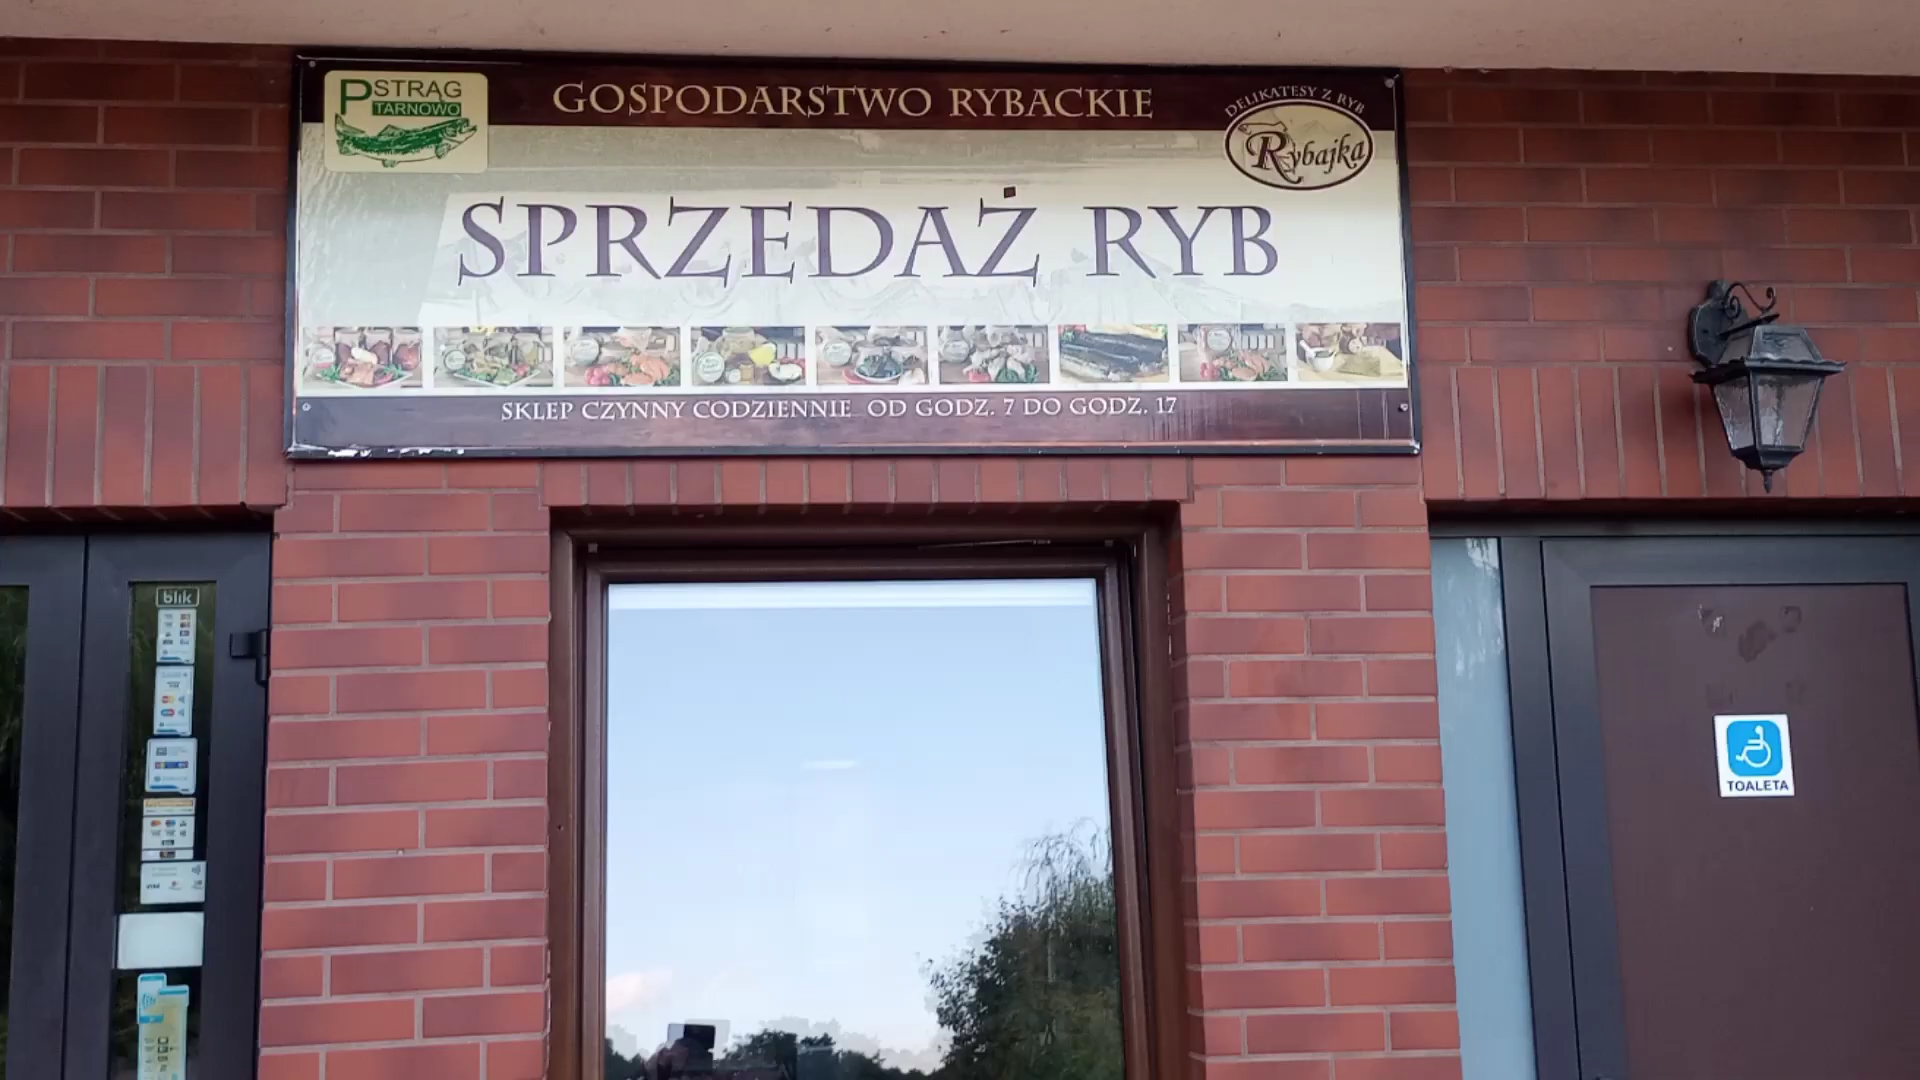 PSTRĄG
TARNOWO
GOSPODARSTWO RYBACKIE
DELIKATESY Z RYB
Rybajka
SPRZEDAŻ RYB
SKLEP CZYNNY CODZIENNIE OD GODZ. 7 DO GODZ. 17
blik
VISA
TOALETA